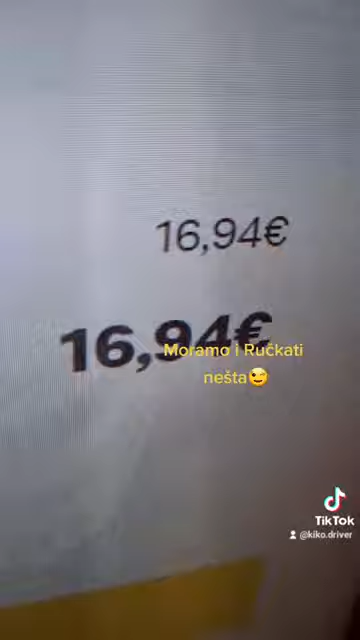 16,94€
16,94€
Moramo i Ručkati
nešta😉
TikTok
@kiko.driver